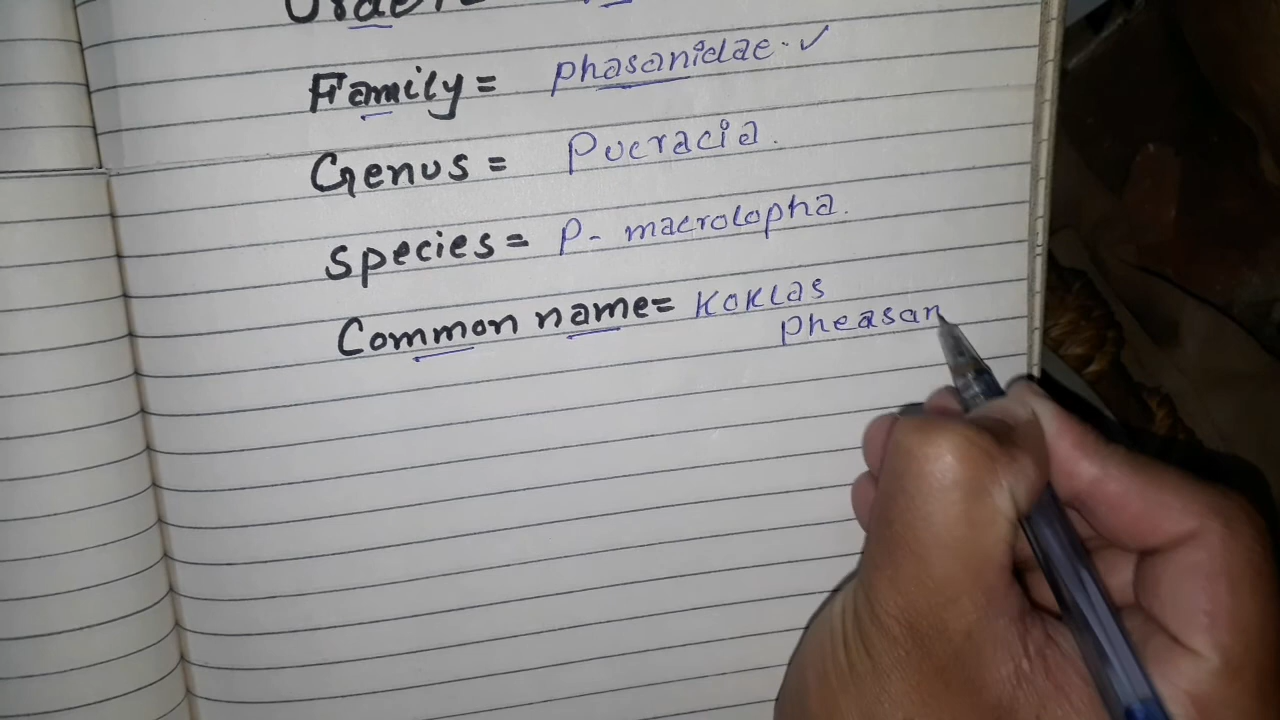 Family= phasanidae. ✓
Genus= Pucracia.
Species= P- macrolopha.
Common name= Koklas
Pheasan